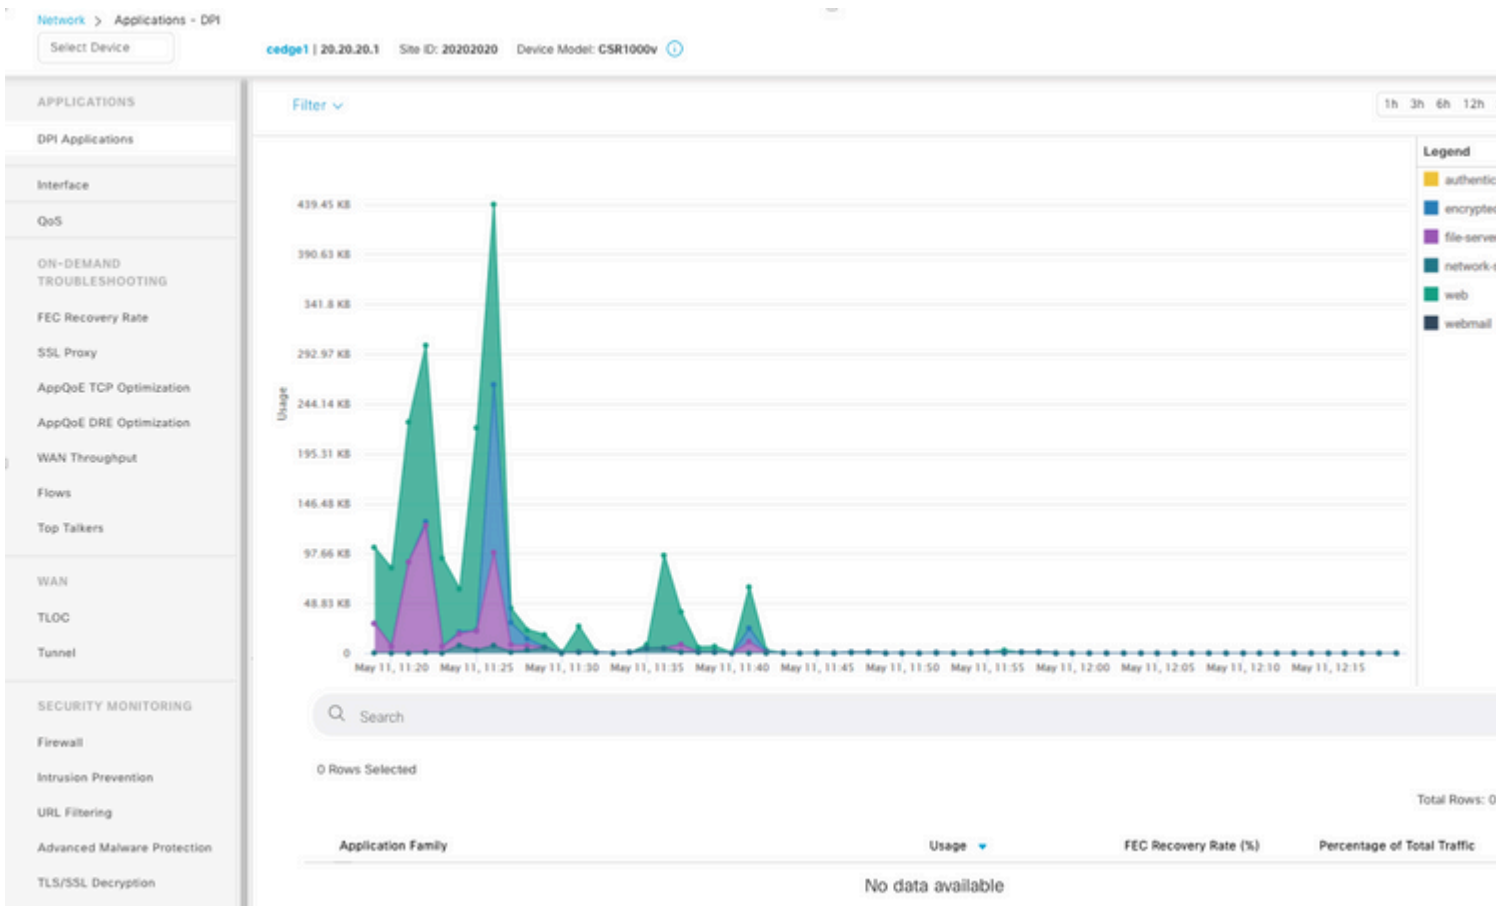 Network > Applications - DPI
Select Device
cedge1 | 20.20.20.1 Site ID: 20202020 Device Model: CSR1000v
APPLICATIONS
DPI Applications
Interface
QoS
ON-DEMAND
TROUBLESHOOTING
FEC Recovery Rate
SSL Proxy
AppQoE TCP Optimization
AppQoE DRE Optimization
WAN Throughput
Flows
Top Talkers
WAN
TLOC
Tunnel
SECURITY MONITORING
Firewall
Intrusion Prevention
URL Filtering
Advanced Malware Protection
TLS/SSL Decryption
Filter
1h 3h 6h 12h
Usage
439.45 KB
390.63 KB
341.8 KB
292.97 KB
244.14 KB
195.31 KB
146.48 KB
97.66 KB
48.83 KB
0
May 11, 11:20 May 11, 11:25 May 11, 11:30 May 11, 11:35 May 11, 11:40 May 11, 11:45 May 11, 11:50 May 11, 11:55 May 11, 12:00 May 11, 12:05 May 11, 12:10 May 11, 12:15
Legend
authentic
encrypted
file-server
network-s
web
webmail
Search
0 Rows Selected
Total Rows: 0
Application Family Usage FEC Recovery Rate (%) Percentage of Total Traffic
No data available